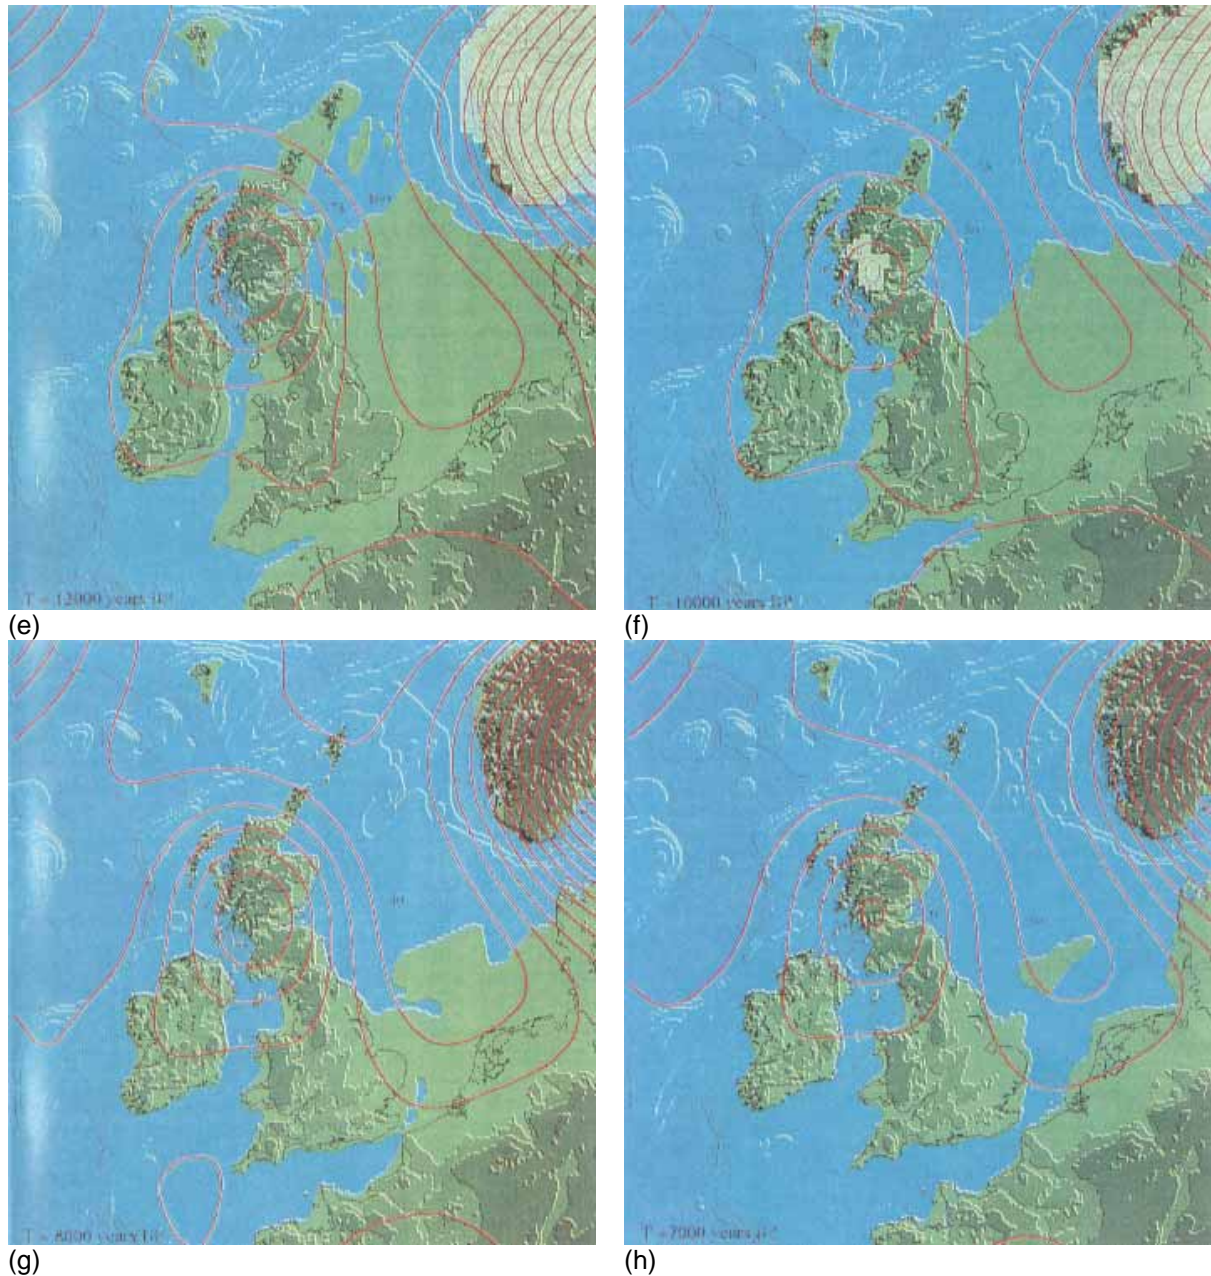 T = 12000 years BP
(e)
T = 10000 years BP
(f)
T = 8000 years BP
(g)
T = 7000 years BP
(h)